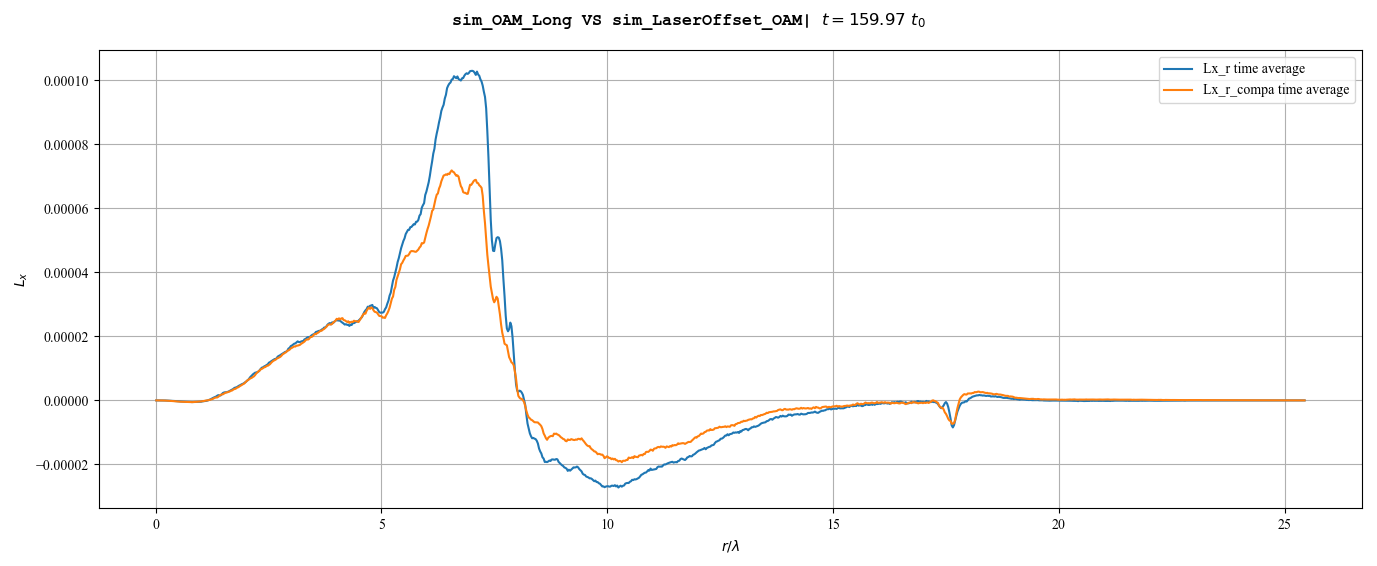 sim_OAM_Long VS sim_LaserOffset_OAM| t = 159.97 t₀
Lx_r time average
Lx_r_compa time average
0.00010
0.00008
0.00006
0.00004
0.00002
0.00000
−0.00002
Lₓ
0 5 10 15 20 25
r/λ